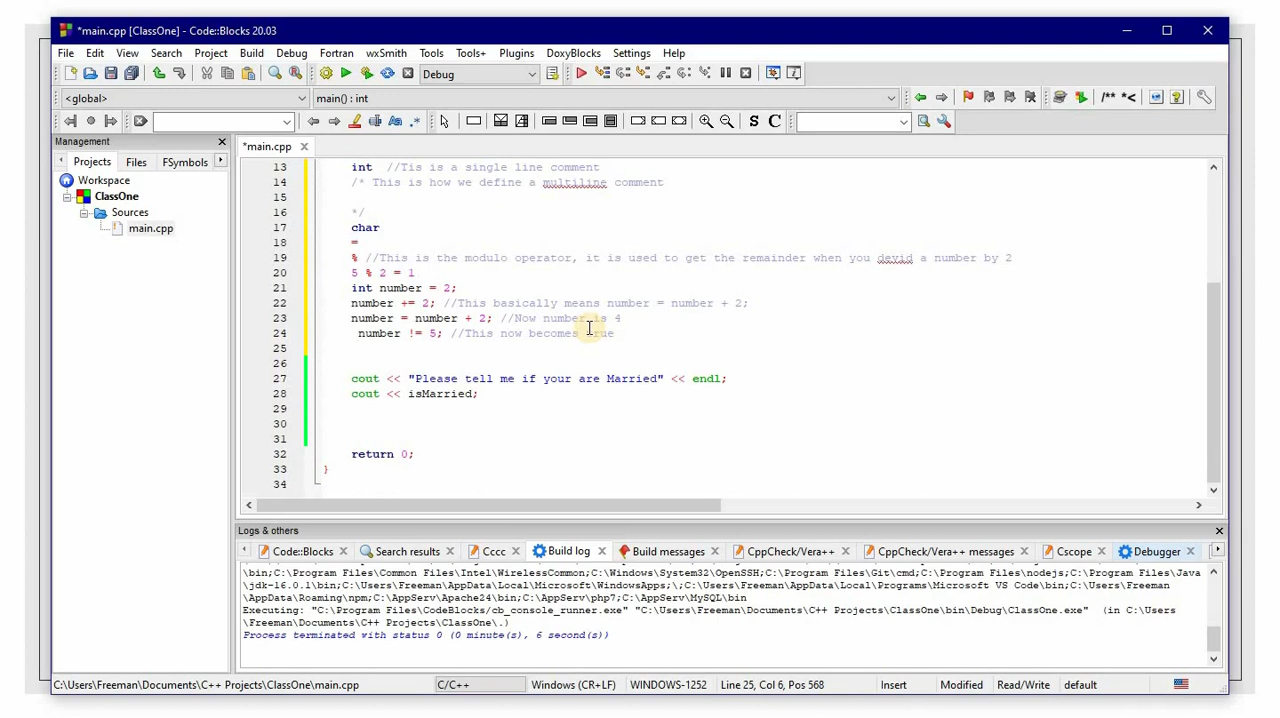 *main.cpp [ClassOne] - Code::Blocks 20.03
File Edit View Search Project Build Debug Fortran wxSmith Tools Tools+ Plugins DoxyBlocks Settings Help
Debug
<global> main() : int
/** *<
S C
Management
*main.cpp
Projects Files FSymbols
Workspace
ClassOne
Sources
main.cpp
13 int //Tis is a single line comment
14 /* This is how we define a multiline comment
15
16 */
17 char
18 =
19 % //This is the modulo operator, it is used to get the remainder when you devid a number by 2
20 5 % 2 = 1
21 int number = 2;
22 number += 2; //This basically means number = number + 2;
23 number = number + 2; //Now number is 4
24 number != 5; //This now becomes true
25
26
27 cout << "Please tell me if your are Married" << endl;
28 cout << isMarried;
29
30
31
32 return 0;
33 }
34
Logs & others
Code::Blocks Search results Cccc Build log Build messages CppCheck/Vera++ CppCheck/Vera++ messages Cscope Debugger
\bin;C:\Program Files\Common Files\Intel\WirelessCommon;C:\Windows\System32\OpenSSH;C:\Program Files\Git\cmd;C:\Program Files\nodejs;C:\Program Files\Java
\jdk-16.0.1\bin;C:\Users\Freeman\AppData\Local\Microsoft\WindowsApps;\;C:\Users\Freeman\AppData\Local\Programs\Microsoft VS Code\bin;C:\Users\Freeman
\AppData\Roaming\npm;C:\AppServ\Apache24\bin;C:\AppServ\php7;C:\AppServ\MySQL\bin
Executing: "C:\Program Files\CodeBlocks/cb_console_runner.exe" "C:\Users\Freeman\Documents\C++ Projects\ClassOne\bin\Debug\ClassOne.exe" (in C:\Users
\Freeman\Documents\C++ Projects\ClassOne\.)
Process terminated with status 0 (0 minute(s), 6 second(s))
C:\Users\Freeman\Documents\C++ Projects\ClassOne\main.cpp C/C++ Windows (CR+LF) WINDOWS-1252 Line 25, Col 6, Pos 568 Insert Modified Read/Write default